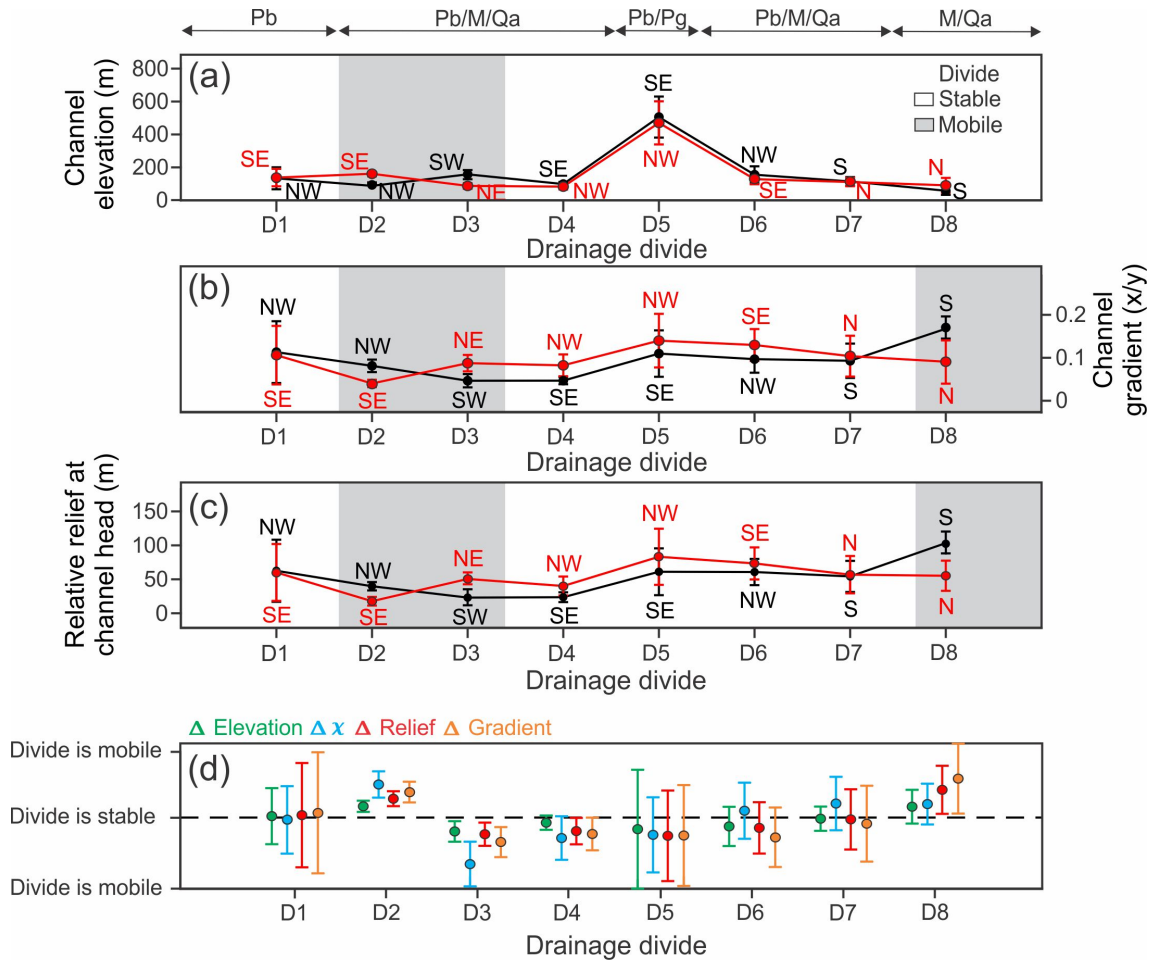 Pb Pb/M/Qa Pb/Pg Pb/M/Qa M/Qa
(a)
Channel
elevation (m)
800
600
400
200
0
Divide
Stable
Mobile
SE SE SW SE SE NW S N
NW NW NE NW NW SE N S
D1 D2 D3 D4 D5 D6 D7 D8
Drainage divide
(b)
Channel
gradient (x/y)
0.2
0.1
0
NW NW NE NW NW SE N S
SE SE SW SE SE NW S N
D1 D2 D3 D4 D5 D6 D7 D8
Drainage divide
(c)
Relative relief at
channel head (m)
150
100
50
0
NW NW NE NW NW SE N S
SE SE SW SE SE NW S N
D1 D2 D3 D4 D5 D6 D7 D8
Drainage divide
Δ Elevation Δ χ Δ Relief Δ Gradient
(d)
Divide is mobile
Divide is stable
Divide is mobile
D1 D2 D3 D4 D5 D6 D7 D8
Drainage divide